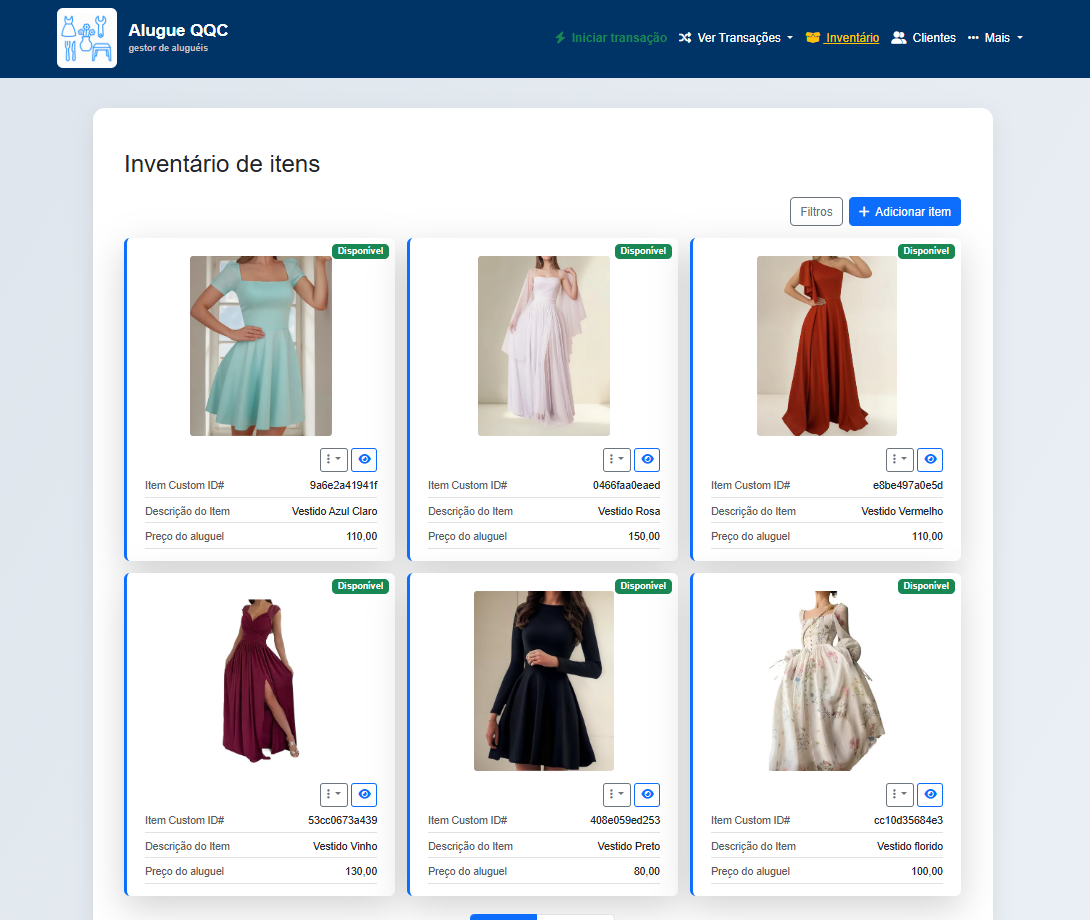 Alugue QQC
gestor de aluguéis
Iniciar transação Ver Transações Inventário Clientes Mais
Inventário de itens
Filtros Adicionar item
Disponível
Item Custom ID# 9a6e2a41941f
Descrição do Item Vestido Azul Claro
Preço do aluguel 110,00
Disponível
Item Custom ID# 0466faa0eaed
Descrição do Item Vestido Rosa
Preço do aluguel 150,00
Disponível
Item Custom ID# e8be497a0e5d
Descrição do Item Vestido Vermelho
Preço do aluguel 110,00
Disponível
Item Custom ID# 53cc0673a439
Descrição do Item Vestido Vinho
Preço do aluguel 130,00
Disponível
Item Custom ID# 408e059ed253
Descrição do Item Vestido Preto
Preço do aluguel 80,00
Disponível
Item Custom ID# cc10d35684e3
Descrição do Item Vestido florido
Preço do aluguel 100,00